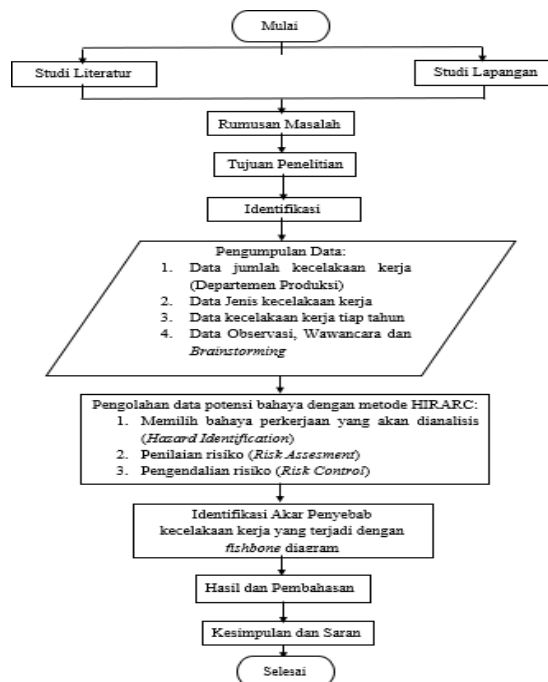 Mulai
Studi Literatur
Studi Lapangan
Rumusan Masalah
Tujuan Penelitian
Identifikasi
Pengumpulan Data:
1. Data jumlah kecelakaan kerja
(Departemen Produksi)
2. Data Jenis kecelakaan kerja
3. Data kecelakaan kerja tiap tahun
4. Data Observasi, Wawancara dan
Brainstorming
Pengolahan data potensi bahaya dengan metode HIRARC:
1. Memilih bahaya perkerjaan yang akan dianalisis
(Hazard Identification)
2. Penilaian risiko (Risk Assesment)
3. Pengendalian risiko (Risk Control)
Identifikasi Akar Penyebab
kecelakaan kerja yang terjadi dengan
fishbone diagram
Hasil dan Pembahasan
Kesimpulan dan Saran
Selesai